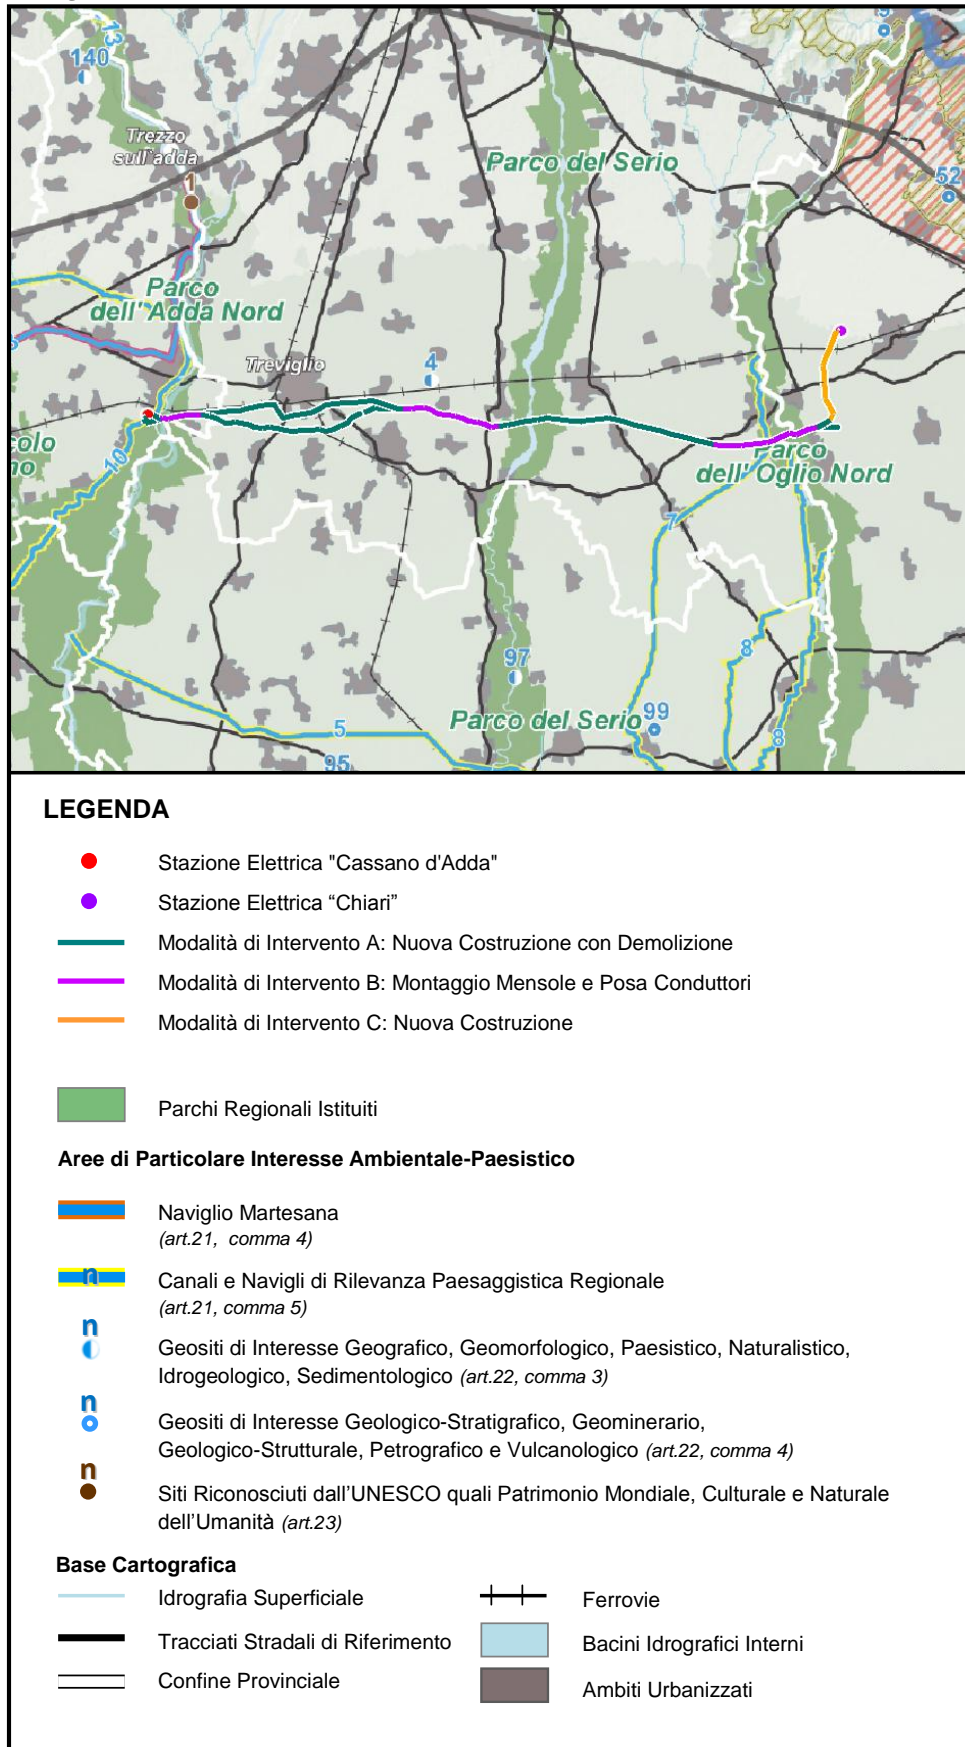 13
140
9
Trezzo
sull'adda
1
Parco del Serio
52
Parco
dell'Adda Nord
Treviglio
4
colo
no
10
Parco
dell'Oglio Nord
7
97
8
5
Parco del Serio
99
8
95
LEGENDA
Stazione Elettrica "Cassano d'Adda"
Stazione Elettrica “Chiari”
Modalità di Intervento A: Nuova Costruzione con Demolizione
Modalità di Intervento B: Montaggio Mensole e Posa Conduttori
Modalità di Intervento C: Nuova Costruzione
Parchi Regionali Istituiti
Aree di Particolare Interesse Ambientale-Paesistico
Naviglio Martesana
(art.21, comma 4)
n
Canali e Navigli di Rilevanza Paesaggistica Regionale
(art.21, comma 5)
n
Geositi di Interesse Geografico, Geomorfologico, Paesistico, Naturalistico,
Idrogeologico, Sedimentologico (art.22, comma 3)
n
Geositi di Interesse Geologico-Stratigrafico, Geominerario,
Geologico-Strutturale, Petrografico e Vulcanologico (art.22, comma 4)
n
Siti Riconosciuti dall’UNESCO quali Patrimonio Mondiale, Culturale e Naturale
dell’Umanità (art.23)
Base Cartografica
Idrografia Superficiale
Ferrovie
Tracciati Stradali di Riferimento
Bacini Idrografici Interni
Confine Provinciale
Ambiti Urbanizzati